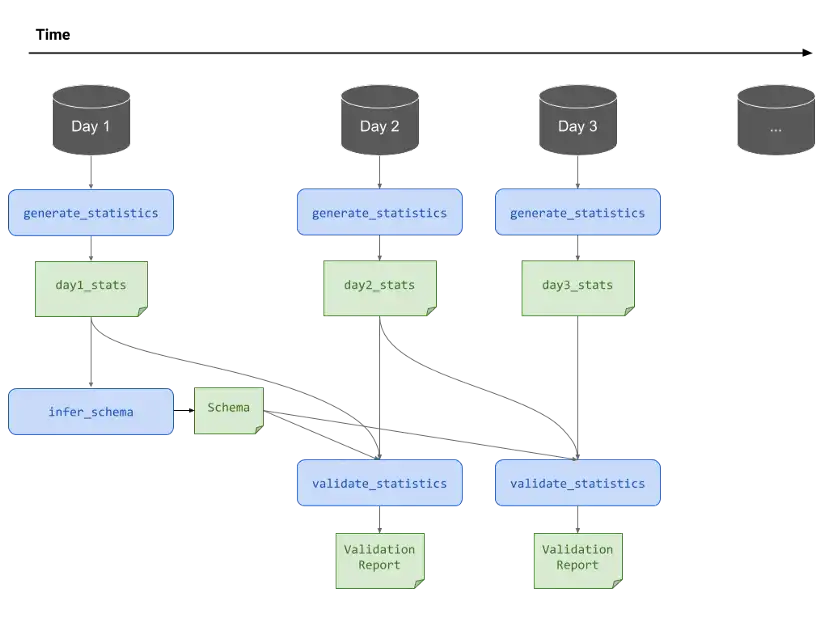 Time
Day 1
Day 2
Day 3
...
generate_statistics
generate_statistics
generate_statistics
day1_stats
day2_stats
day3_stats
infer_schema
Schema
validate_statistics
validate_statistics
Validation
Report
Validation
Report